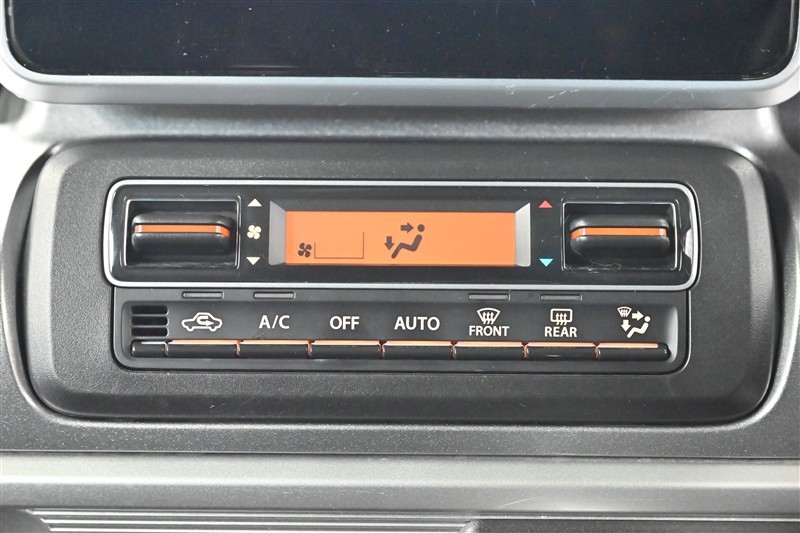 A/C OFF AUTO FRONT REAR